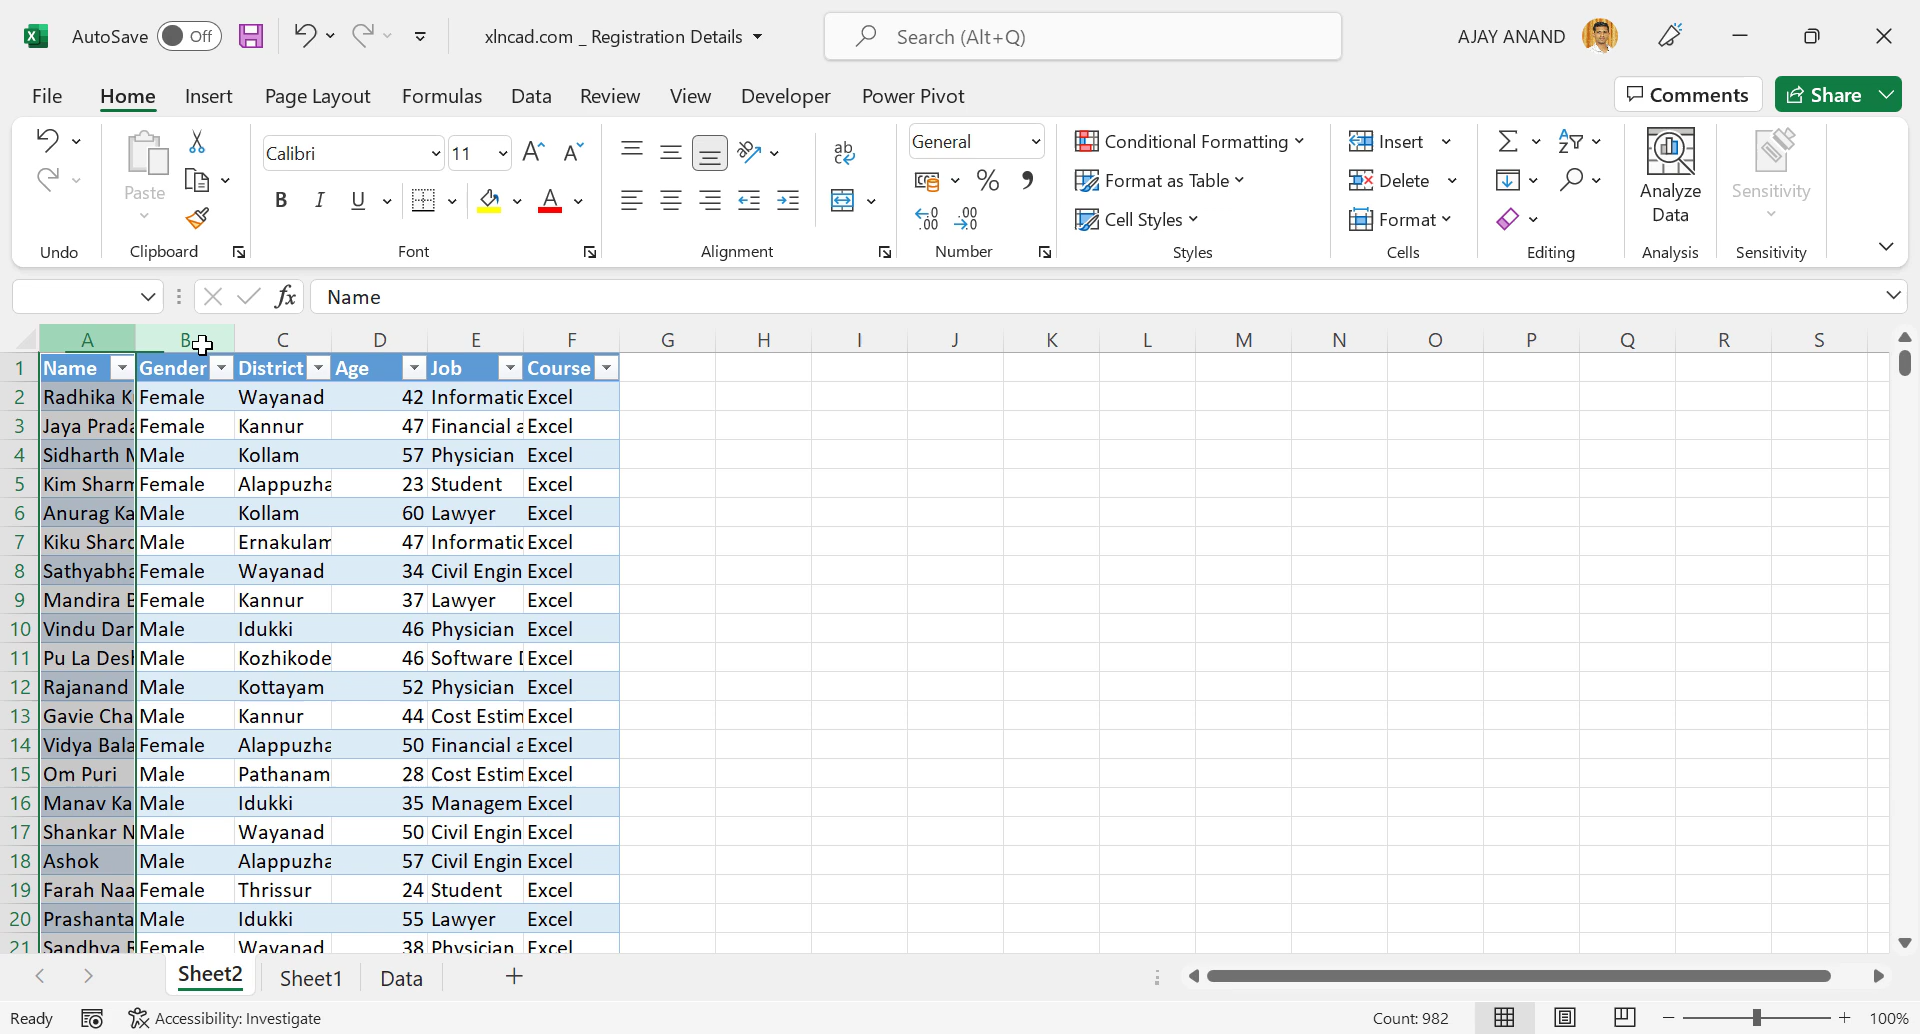 AutoSave Off xlncad.com _ Registration Details Search (Alt+Q) AJAY ANAND
File Home Insert Page Layout Formulas Data Review View Developer Power Pivot Comments Share
Paste
Calibri 11
B I U A
ab
General
% 9
Conditional Formatting
Format as Table
Cell Styles
Insert
Delete
Format
Analyze Data
Sensitivity
Undo Clipboard Font Alignment Number Styles Cells Editing Analysis Sensitivity
fx Name
A B C D E F G H I J K L M N O P Q R S
1 Name Gender District Age Job Course
2 Radhika K Female Wayanad 42 Informatic Excel
3 Jaya Prada Female Kannur 47 Financial a Excel
4 Sidharth M Male Kollam 57 Physician Excel
5 Kim Sharm Female Alappuzha 23 Student Excel
6 Anurag Ka Male Kollam 60 Lawyer Excel
7 Kiku Shard Male Ernakulam 47 Informatic Excel
8 Sathyabha Female Wayanad 34 Civil Engin Excel
9 Mandira B Female Kannur 37 Lawyer Excel
10 Vindu Dar Male Idukki 46 Physician Excel
11 Pu La Desh Male Kozhikode 46 Software D Excel
12 Rajanand Male Kottayam 52 Physician Excel
13 Gavie Cha Male Kannur 44 Cost Estim Excel
14 Vidya Bala Female Alappuzha 50 Financial a Excel
15 Om Puri Male Pathanam 28 Cost Estim Excel
16 Manav Ka Male Idukki 35 Managem Excel
17 Shankar N Male Wayanad 50 Civil Engin Excel
18 Ashok Male Alappuzha 57 Civil Engin Excel
19 Farah Naa Female Thrissur 24 Student Excel
20 Prashanta Male Idukki 55 Lawyer Excel
21 Sandhya R Female Wayanad 38 Physician Excel
Sheet2 Sheet1 Data
Ready Accessibility: Investigate Count: 982 100%